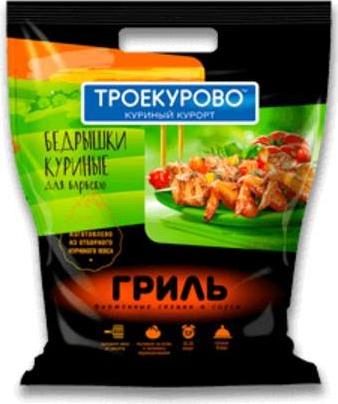 ТРОЕКУРОВО
КУРИНЫЙ КУРОРТ
БЕДРЫШКИ
КУРИНЫЕ
ДЛЯ БАРБЕКЮ
ИЗГОТОВЛЕНО
ИЗ ОТБОРНОГО
КУРИНОГО МЯСА
ГРИЛЬ